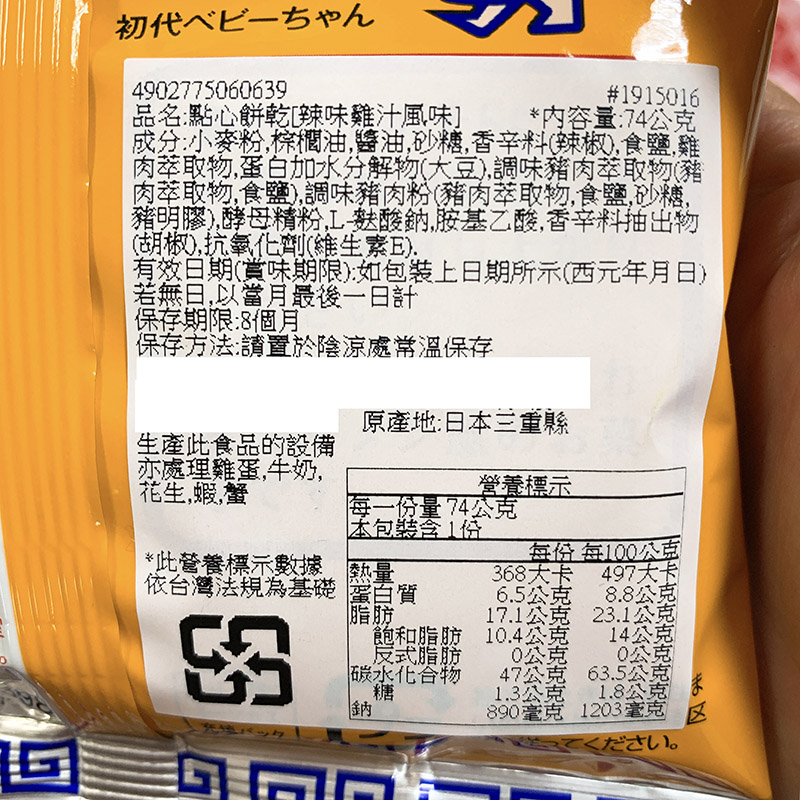 初代ベビーちゃん
4902775060639 #1915016
品名:點心餅乾[辣味雞汁風味] *內容量:74公克
成分:小麥粉,棕櫚油,醬油,砂糖,香辛料(辣椒),食鹽,雞
肉萃取物,蛋白加水分解物(大豆),調味豬肉萃取物(豬
肉萃取物,食鹽),調味豬肉粉(豬肉萃取物,食鹽,砂糖,
豬明膠),酵母精粉,L-麩酸鈉,胺基乙酸,香辛料抽出物
(胡椒),抗氧化劑(維生素E).
有效日期(賞味期限):如包裝上日期所示(西元年月日)
若無日,以當月最後一日計
保存期限:8個月
保存方法:請置於陰涼處常溫保存
原產地:日本三重縣
生產此食品的設備
亦處理雞蛋,牛奶,
花生,蝦,蟹
*此營養標示數據
依台灣法規為基礎
營養標示
每一份量 74公克
本包裝含 1份
每份 每100公克
熱量 368大卡 497大卡
蛋白質 6.5公克 8.8公克
脂肪 17.1公克 23.1公克
飽和脂肪 10.4公克 14公克
反式脂肪 0公克 0公克
碳水化合物 47公克 63.5公克
糖 1.3公克 1.8公克
鈉 890毫克 1203毫克
ください。